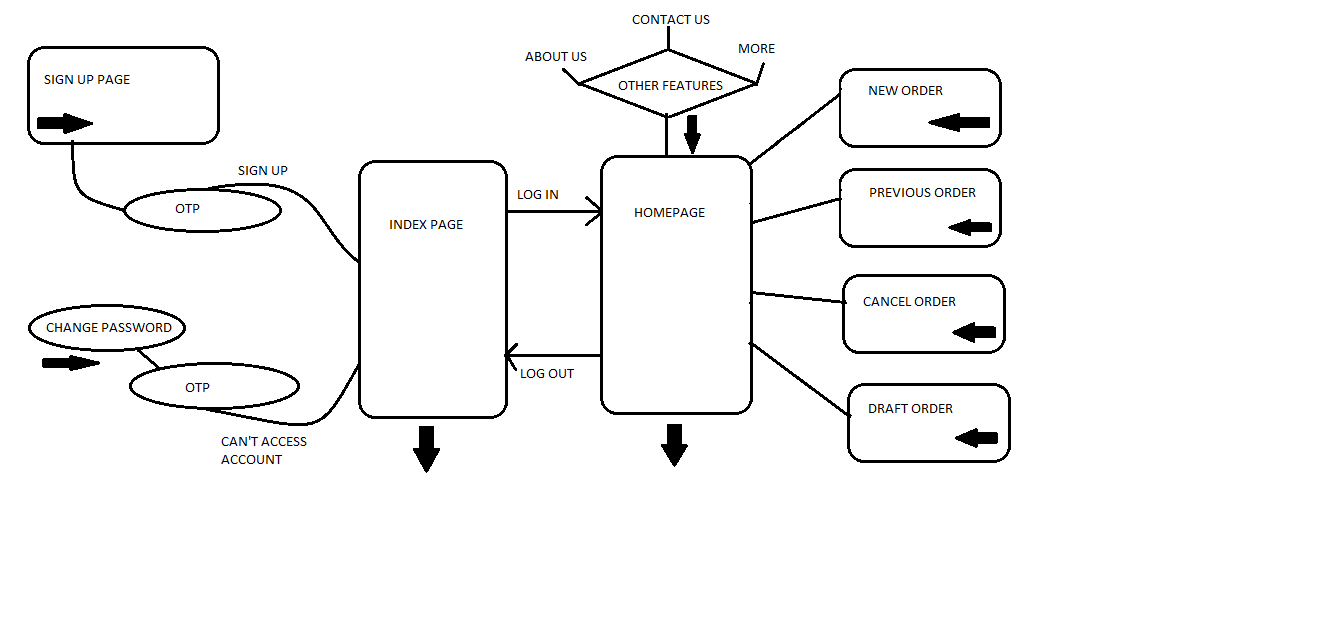 CONTACT US
ABOUT US
MORE
OTHER FEATURES
SIGN UP PAGE
NEW ORDER
SIGN UP
OTP
LOG IN
INDEX PAGE
HOMEPAGE
PREVIOUS ORDER
CHANGE PASSWORD
CANCEL ORDER
OTP
LOG OUT
DRAFT ORDER
CAN'T ACCESS
ACCOUNT